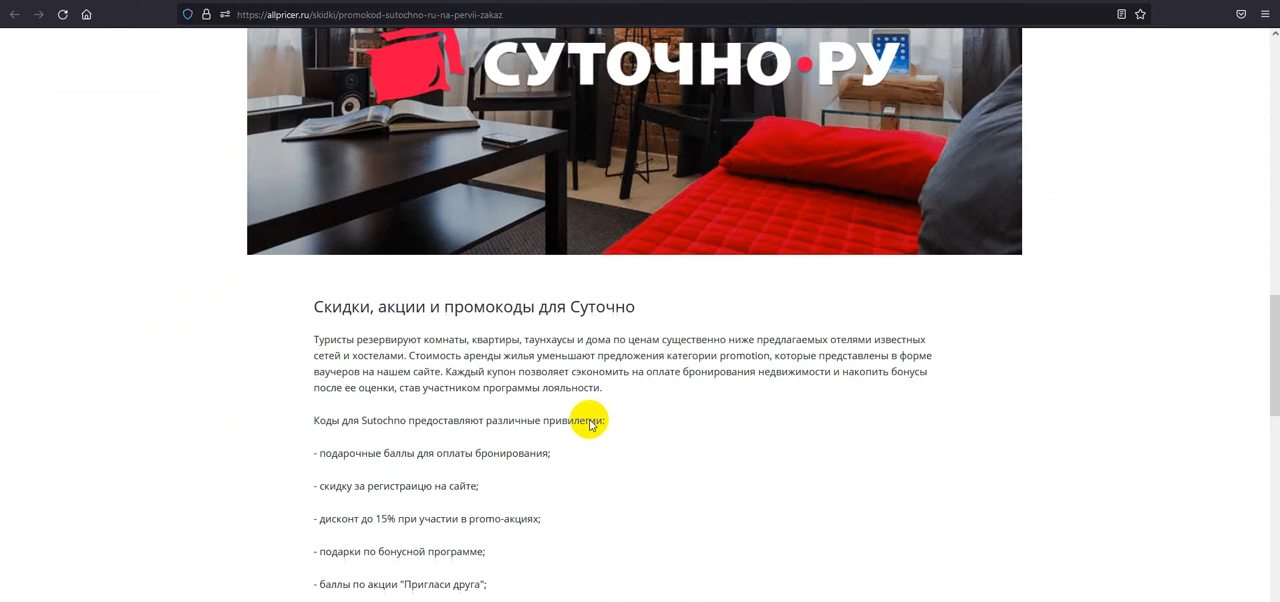 https://allpricer.ru/skidki/promokod-sutochno-ru-na-pervii-zakaz
СУТОЧНО•РУ
Скидки, акции и промокоды для Суточно
Туристы резервируют комнаты, квартиры, таунхаусы и дома по ценам существенно ниже предлагаемых отелями известных
сетей и хостелами. Стоимость аренды жилья уменьшают предложения категории promotion, которые представлены в форме
ваучеров на нашем сайте. Каждый купон позволяет сэкономить на оплате бронирования недвижимости и накопить бонусы
после ее оценки, став участником программы лояльности.
Коды для Sutochno предоставляют различные привилегии:
- подарочные баллы для оплаты бронирования;
- скидку за регистраицю на сайте;
- дисконт до 15% при участии в promo-акциях;
- подарки по бонусной программе;
- баллы по акции "Пригласи друга";